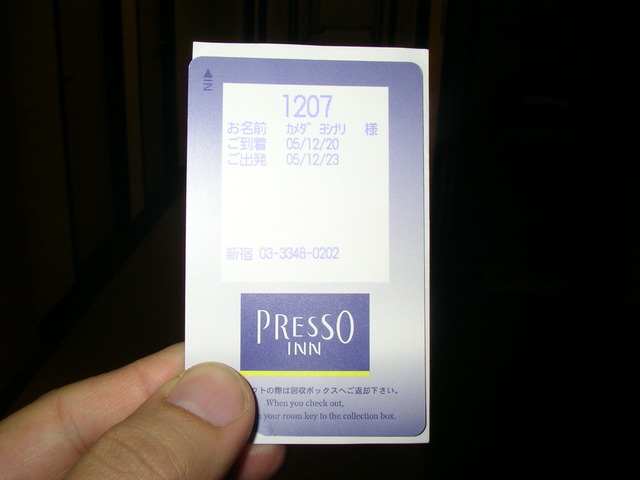 IN
1207
お名前 カメダ ヨシナリ 様
ご到着 05/12/20
ご出発 05/12/23
新宿 03-3348-0202
PRESSO
INN
ウトの際は回収ボックスへご返却下さい。
When you check out,
your room key to the collection box.